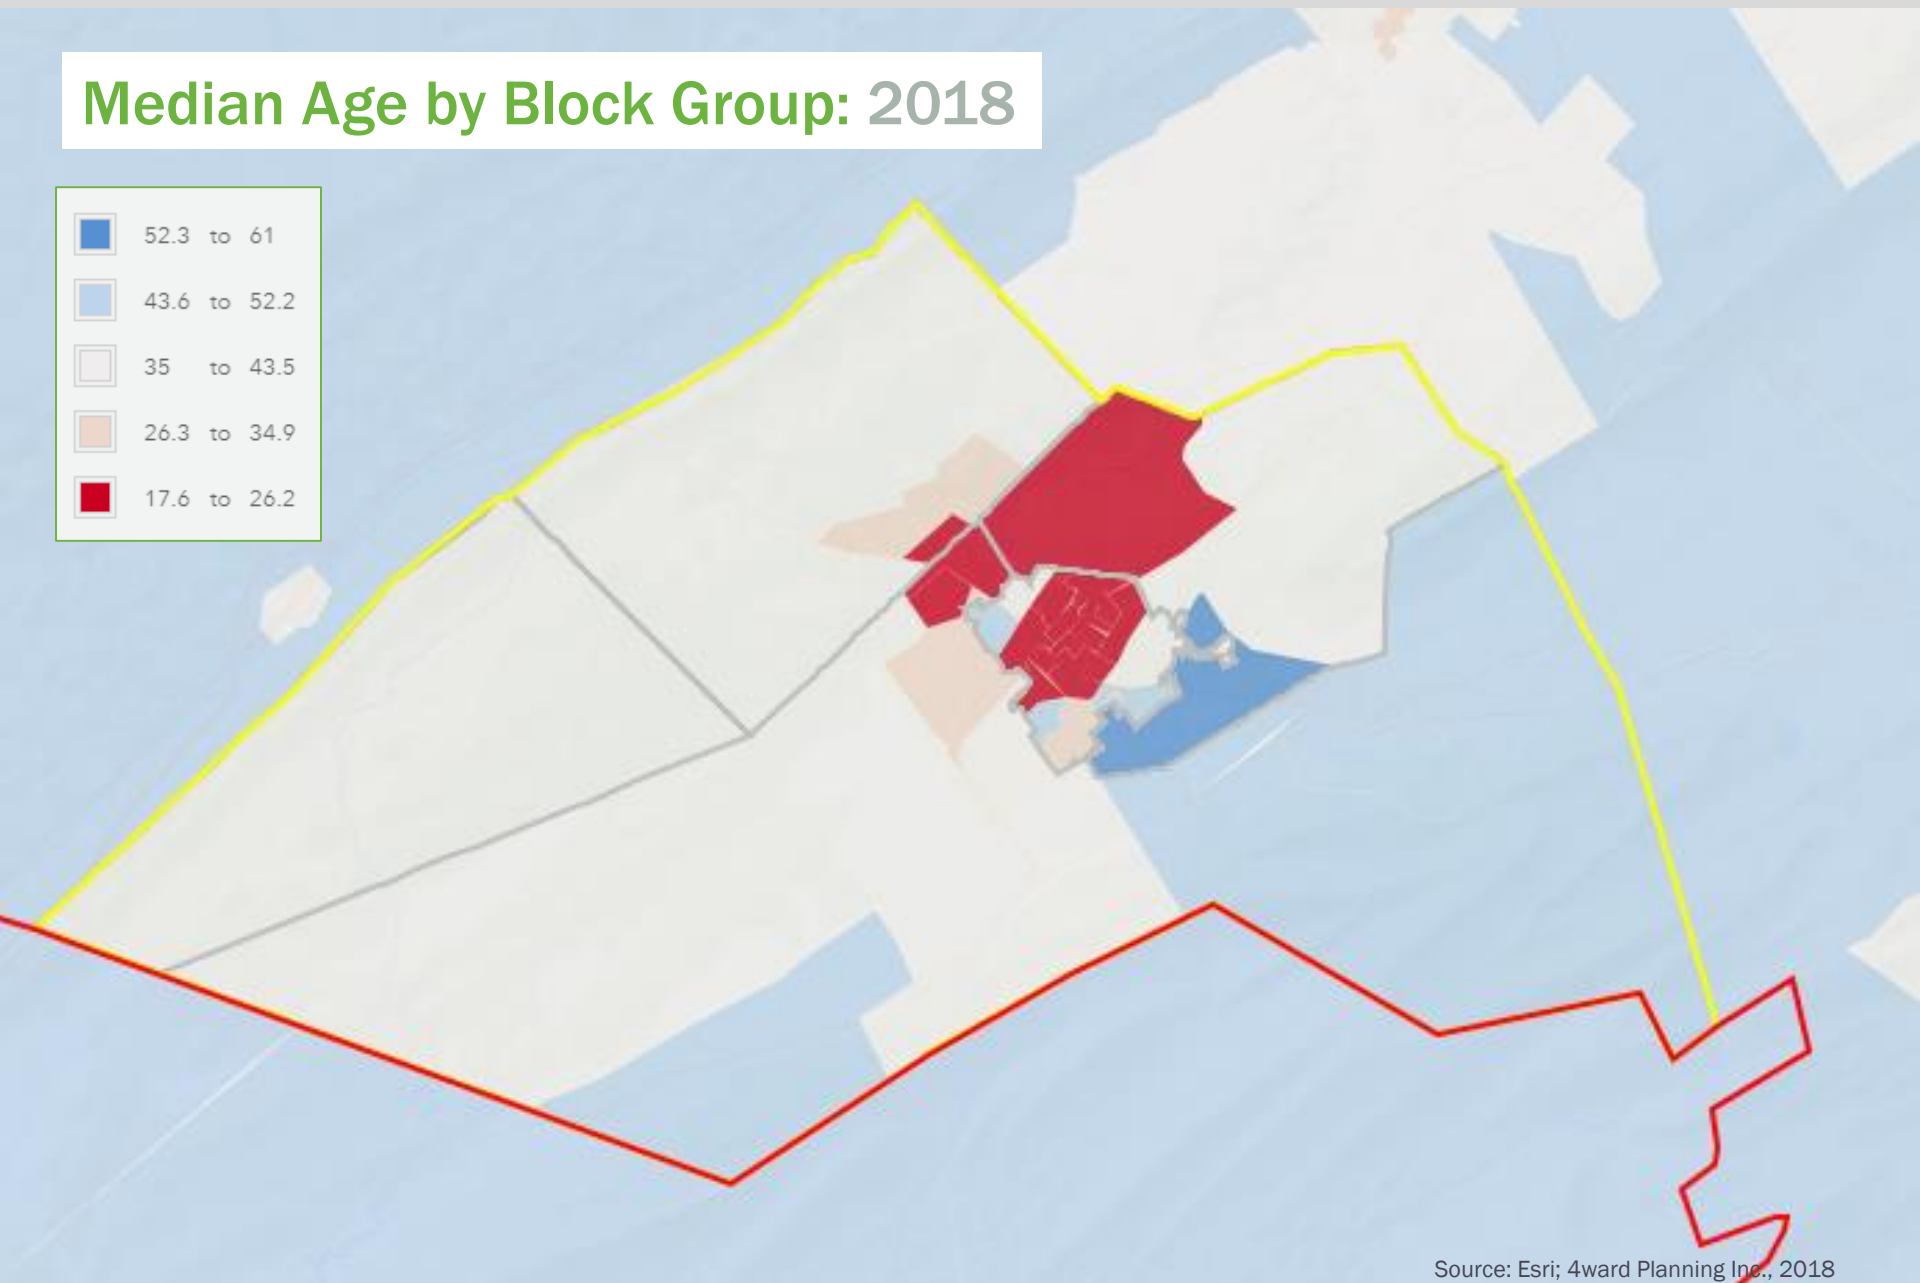 Median Age by Block Group: 2018
52.3 to 61
43.6 to 52.2
35 to 43.5
26.3 to 34.9
17.6 to 26.2
Source: Esri; 4ward Planning Inc., 2018